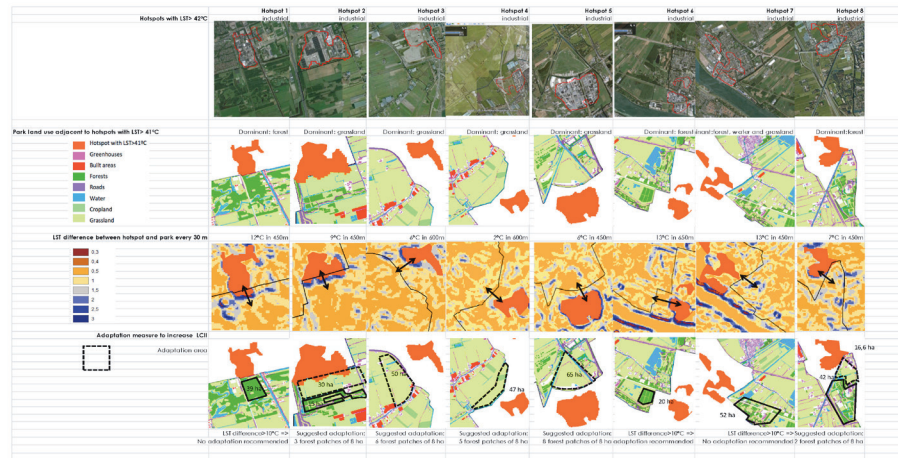 Hotspot 1 Hotspot 2 Hotspot 3 Hotspot 4 Hotspot 5 Hotspot 6 Hotspot 7 Hotspot 8
Hotspots with LST> 42°C industrial industrial industrial industrial industrial industrial industrial industrial
Park land use adjacent to hotspots with LST> 41°C Dominant: forest Dominant: grassland Dominant: grassland Dominant: grassland Dominant: grassland Dominant: forest inant:forest, water and grassland Dominant:forest
Hotspot with LST>41°C
Greenhouses
Built areas
Forests
Roads
Water
Cropland
Grassland
LST difference between hotspot and park every 30 m 12°C in 450m 9°C in 450m 6°C in 600m 2°C in 600m 6°C in 450m 13°C in 650m 13°C in 450m 7°C in 450m
0,3
0,4
0,5
1
1,5
2
2,5
3
Adaptation measure to increase LCII
Adaptation area
39 ha
30 ha
50 ha
47 ha
65 ha
20 ha
52 ha
42 ha
16,6 ha
LST difference>10°C => Suggested adaptation: Suggested adaptation: Suggested adaptation: Suggested adaptation: LST difference>10°C => LST difference>10°C => Suggested adaptation:
No adaptation recommended 3 forest patches of 8 ha 6 forest patches of 8 ha 5 forest patches of 8 ha 8 forest patches of 8 ha adaptation recommended No adaptation recommended 2 forest patches of 8 ha